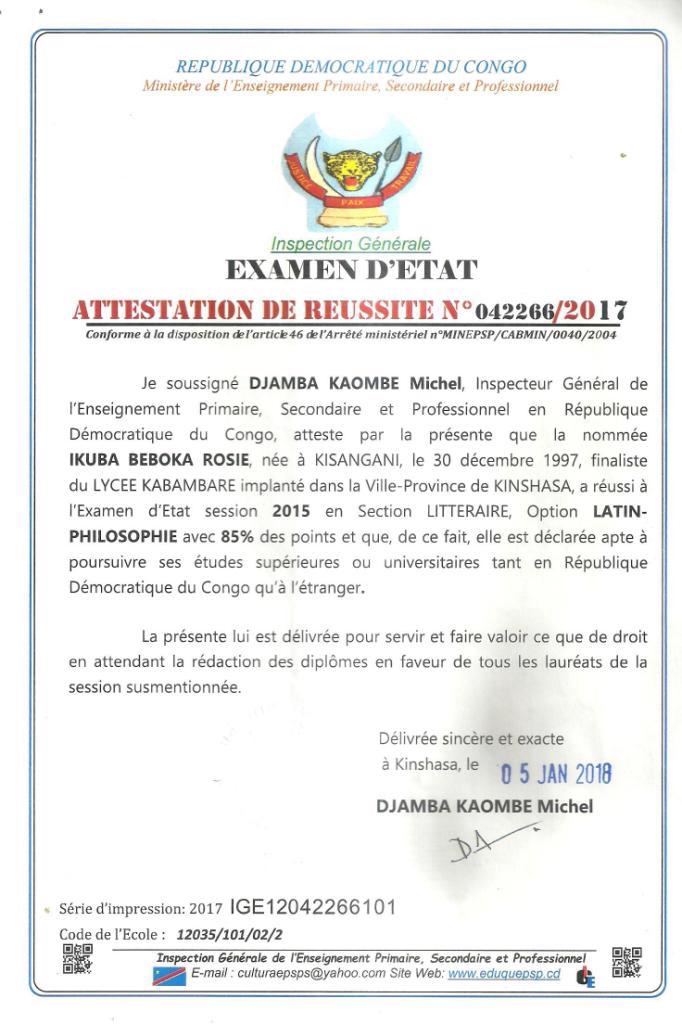 REPUBLIQUE DEMOCRATIQUE DU CONGO
Ministère de l'Enseignement Primaire, Secondaire et Professionnel
JUSTICE
PAIX
TRAVAIL
Inspection Générale
EXAMEN D'ETAT
ATTESTATION DE REUSSITE N° 042266/2017
Conforme à la disposition de l'article 46 de l'Arrêté ministériel n°MINEPSP/CABMIN/0040/2004
Je soussigné DJAMBA KAOMBE Michel, Inspecteur Général de
l'Enseignement Primaire, Secondaire et Professionnel en République
Démocratique du Congo, atteste par la présente que la nommée
IKUBA BEBOKA ROSIE, née à KISANGANI, le 30 décembre 1997, finaliste
du LYCEE KABAMBARE implanté dans la Ville-Province de KINSHASA, a réussi à
l'Examen d'Etat session 2015 en Section LITTERAIRE, Option LATIN-
PHILOSOPHIE avec 85% des points et que, de ce fait, elle est déclarée apte à
poursuivre ses études supérieures ou universitaires tant en République
Démocratique du Congo qu'à l'étranger.
La présente lui est délivrée pour servir et faire valoir ce que de droit
en attendant la rédaction des diplômes en faveur de tous les lauréats de la
session susmentionnée.
Délivrée sincère et exacte
à Kinshasa, le 05 JAN 2018
DJAMBA KAOMBE Michel
Série d'impression: 2017 IGE12042266101
Code de l'Ecole : 12035/101/02/2
Inspection Générale de l'Enseignement Primaire, Secondaire et Professionnel
E-mail : culturaepsps@yahoo.com Site Web: www.eduquepsp.cd